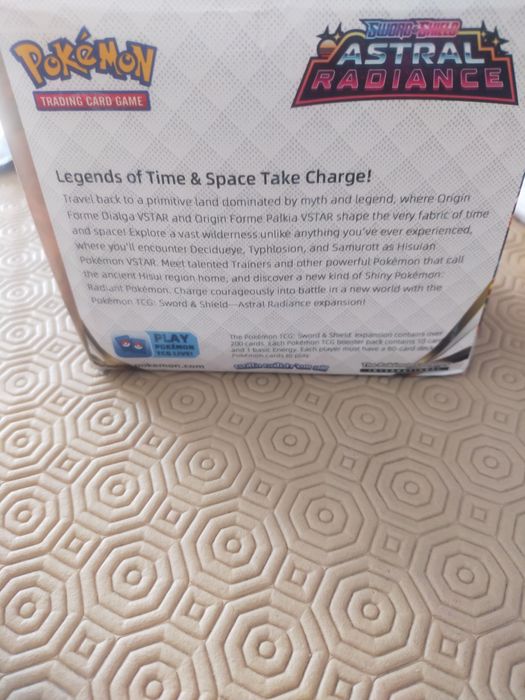 POKÉMON
TRADING CARD GAME
SWORD & SHIELD
ASTRAL
RADIANCE
Legends of Time & Space Take Charge!
Travel back to a primitive land dominated by myth and legend, where Origin
Forme Dialga VSTAR and Origin Forme Palkia VSTAR shape the very fabric of time
and space! Explore a vast wilderness unlike anything you've ever experienced,
where you'll encounter Decidueye, Typhlosion, and Samurott as Hisuian
Pokémon VSTAR. Meet talented Trainers and other powerful Pokémon that call
the ancient Hisui region home, and discover a new kind of Shiny Pokémon:
Radiant Pokémon. Charge courageously into battle in a new world with the
Pokémon TCG: Sword & Shield—Astral Radiance expansion!
PLAY
POKÉMON
TCG LIVE!
The Pokémon TCG: Sword & Shield expansion contains over
200 cards. Each Pokémon TCG booster pack contains 10 cards
and 1 basic Energy. Each player must have a 60-card deck
Pokémon cards to play.
pokemon.com